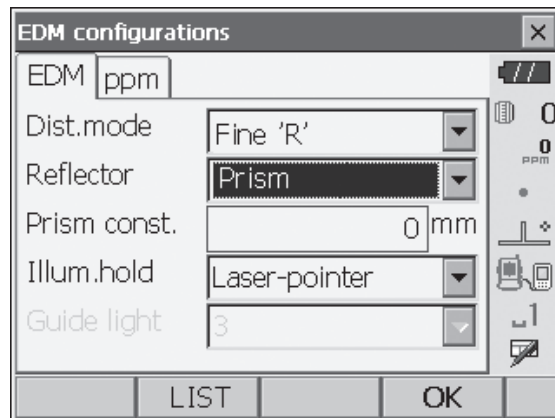 EDM configurations
EDM ppm
Dist.mode Fine 'R'
Reflector Prism
Prism const. 0 mm
Illum.hold Laser-pointer
Guide light 3
0
0
PPM
1
LIST OK